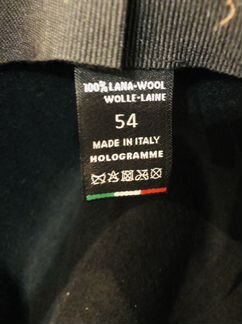 100% LANA-WOOL
WOLLE-LAINE
54
MADE IN ITALY
HOLOGRAMME